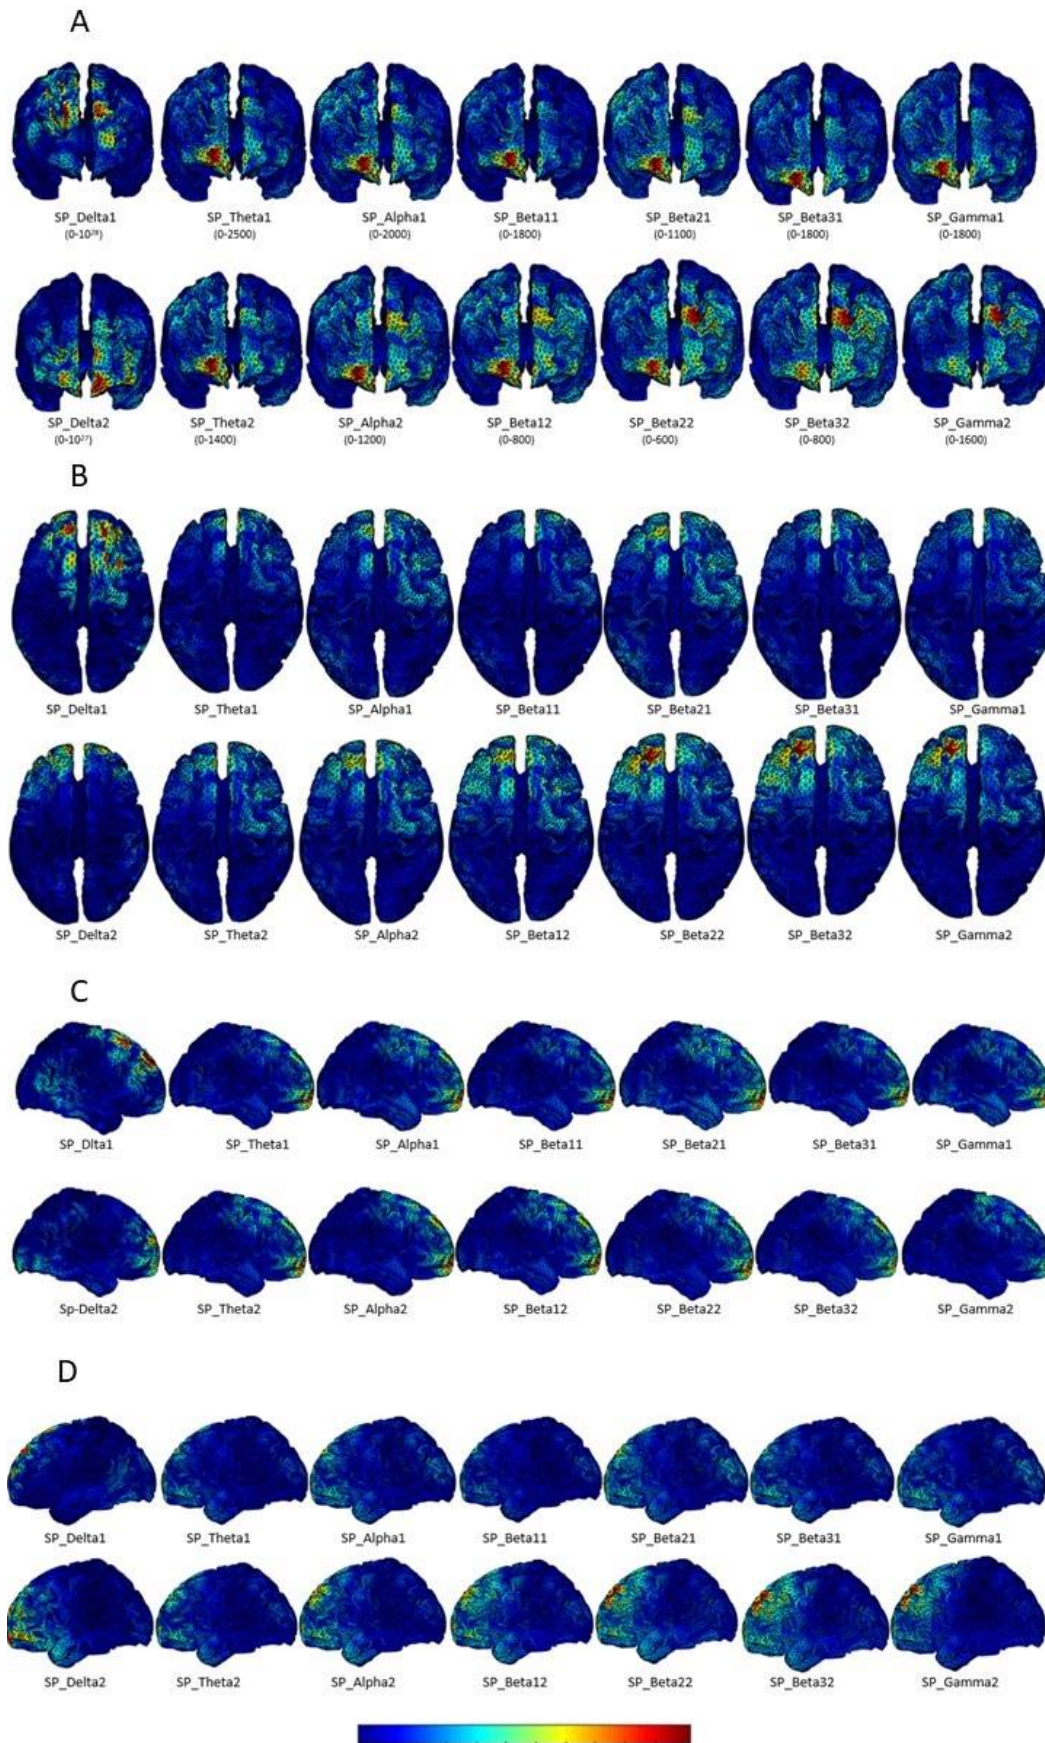 A
SP_Delta1 SP_Theta1 SP_Alpha1 SP_Beta11 SP_Beta21 SP_Beta31 SP_Gamma1
(0-10²⁸) (0-2500) (0-2000) (0-1800) (0-1100) (0-1800) (0-1800)
SP_Delta2 SP_Theta2 SP_Alpha2 SP_Beta12 SP_Beta22 SP_Beta32 SP_Gamma2
(0-10²⁷) (0-1400) (0-1200) (0-800) (0-600) (0-800) (0-1600)
B
SP_Delta1 SP_Theta1 SP_Alpha1 SP_Beta11 SP_Beta21 SP_Beta31 SP_Gamma1
SP_Delta2 SP_Theta2 SP_Alpha2 SP_Beta12 SP_Beta22 SP_Beta32 SP_Gamma2
C
SP_Dlta1 SP_Theta1 SP_Alpha1 SP_Beta11 SP_Beta21 SP_Beta31 SP_Gamma1
Sp-Delta2 SP_Theta2 SP_Alpha2 SP_Beta12 SP_Beta22 SP_Beta32 SP_Gamma2
D
SP_Delta1 SP_Theta1 SP_Alpha1 SP_Beta11 SP_Beta21 SP_Beta31 SP_Gamma1
SP_Delta2 SP_Theta2 SP_Alpha2 SP_Beta12 SP_Beta22 SP_Beta32 SP_Gamma2